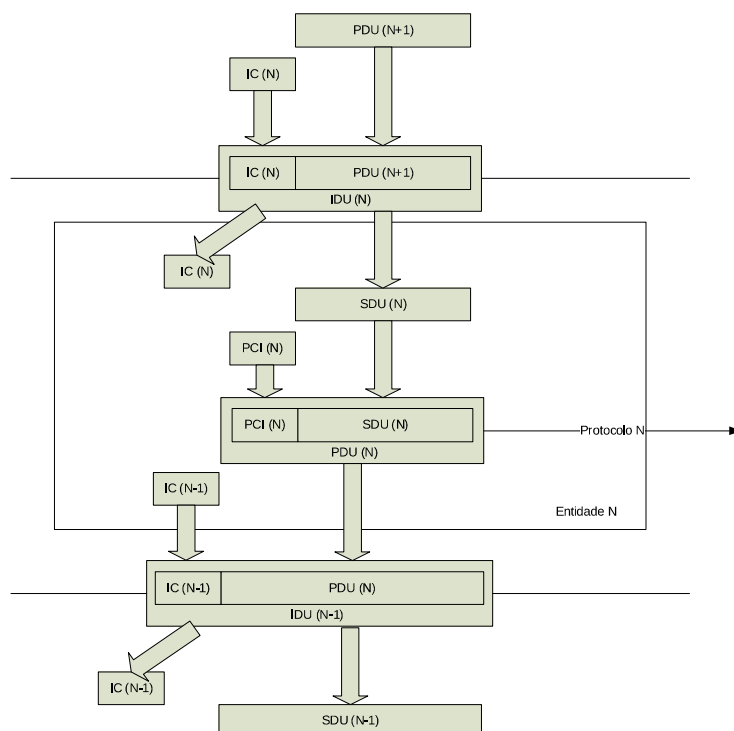 PDU (N+1)
IC (N)
IC (N)
PDU (N+1)
IDU (N)
IC (N)
SDU (N)
PCI (N)
PCI (N)
SDU (N)
PDU (N)
Protocolo N
IC (N-1)
Entidade N
IC (N-1)
PDU (N)
IDU (N-1)
IC (N-1)
SDU (N-1)